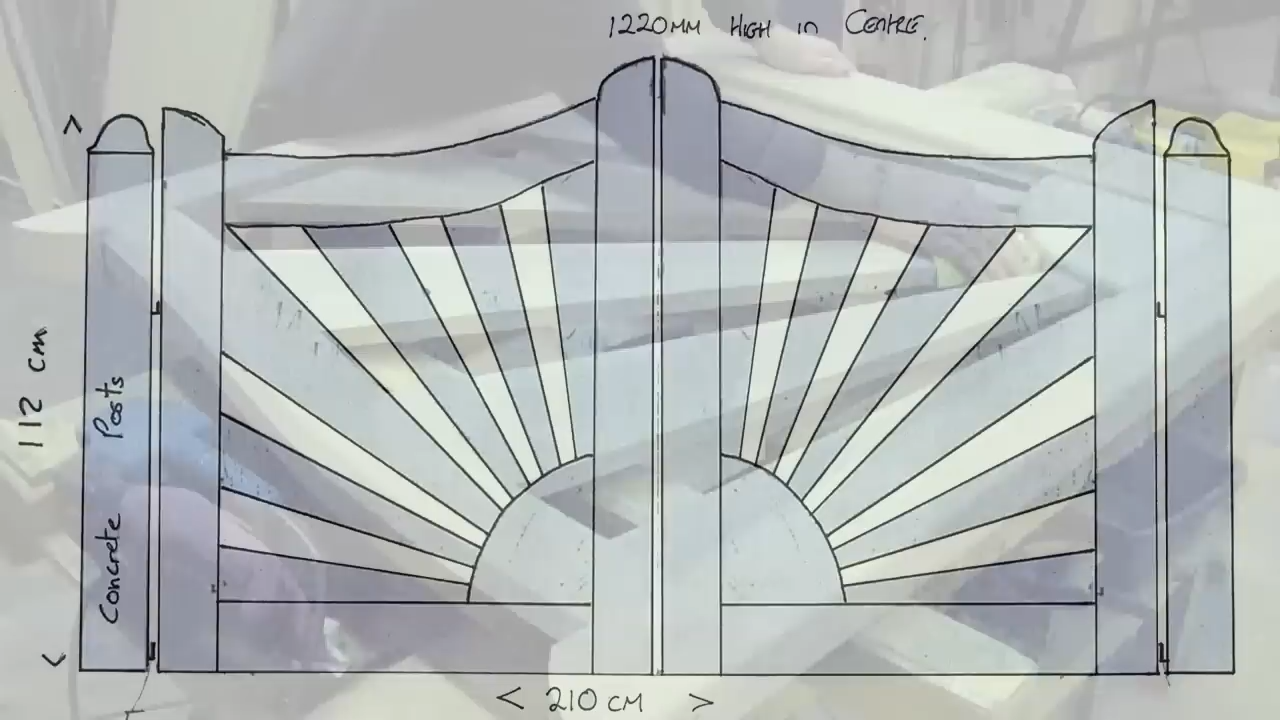 1220MM HIGH IN CENTRE.
112 cm
Concrete Posts
< 210 CM >